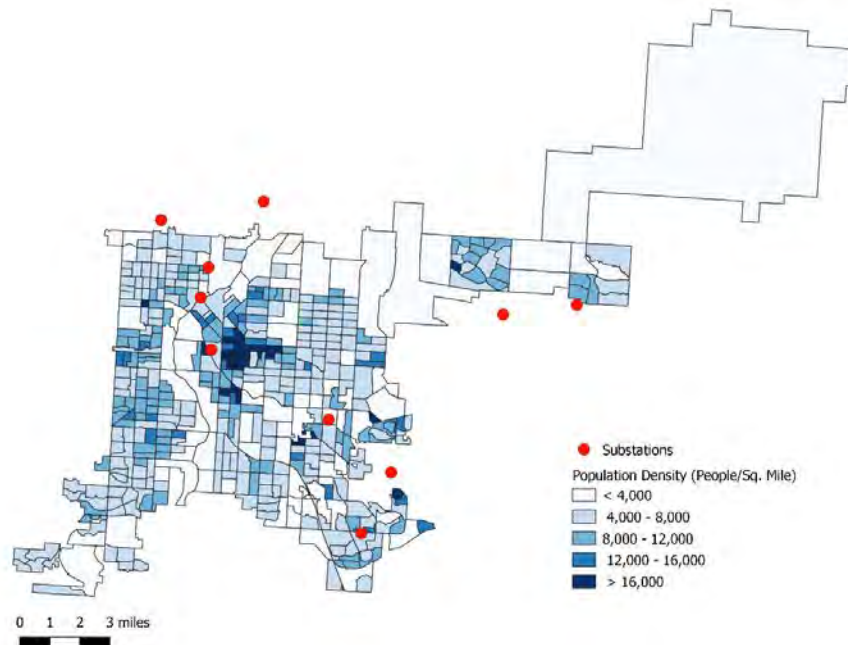 Substations
Population Density (People/Sq. Mile)
< 4,000
4,000 - 8,000
8,000 - 12,000
12,000 - 16,000
> 16,000
0 1 2 3 miles